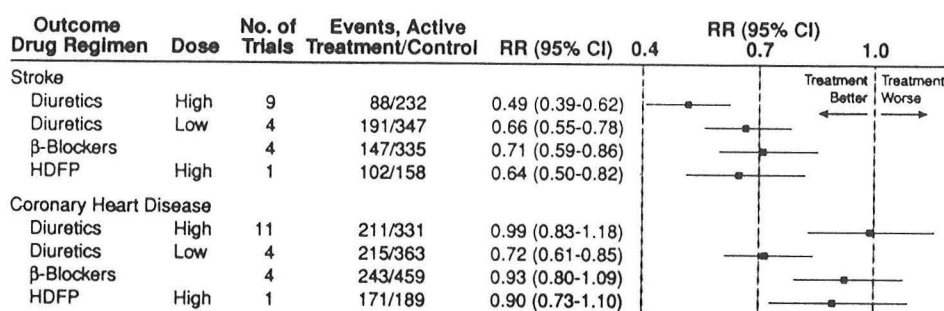 Outcome No. of Events, Active RR (95% CI)
Drug Regimen Dose Trials Treatment/Control RR (95% CI) 0.4 0.7 1.0
Stroke Treatment Treatment
Better Worse
Diuretics High 9 88/232 0.49 (0.39-0.62)
Diuretics Low 4 191/347 0.66 (0.55-0.78)
β-Blockers 4 147/335 0.71 (0.59-0.86)
HDFP High 1 102/158 0.64 (0.50-0.82)
Coronary Heart Disease
Diuretics High 11 211/331 0.99 (0.83-1.18)
Diuretics Low 4 215/363 0.72 (0.61-0.85)
β-Blockers 4 243/459 0.93 (0.80-1.09)
HDFP High 1 171/189 0.90 (0.73-1.10)